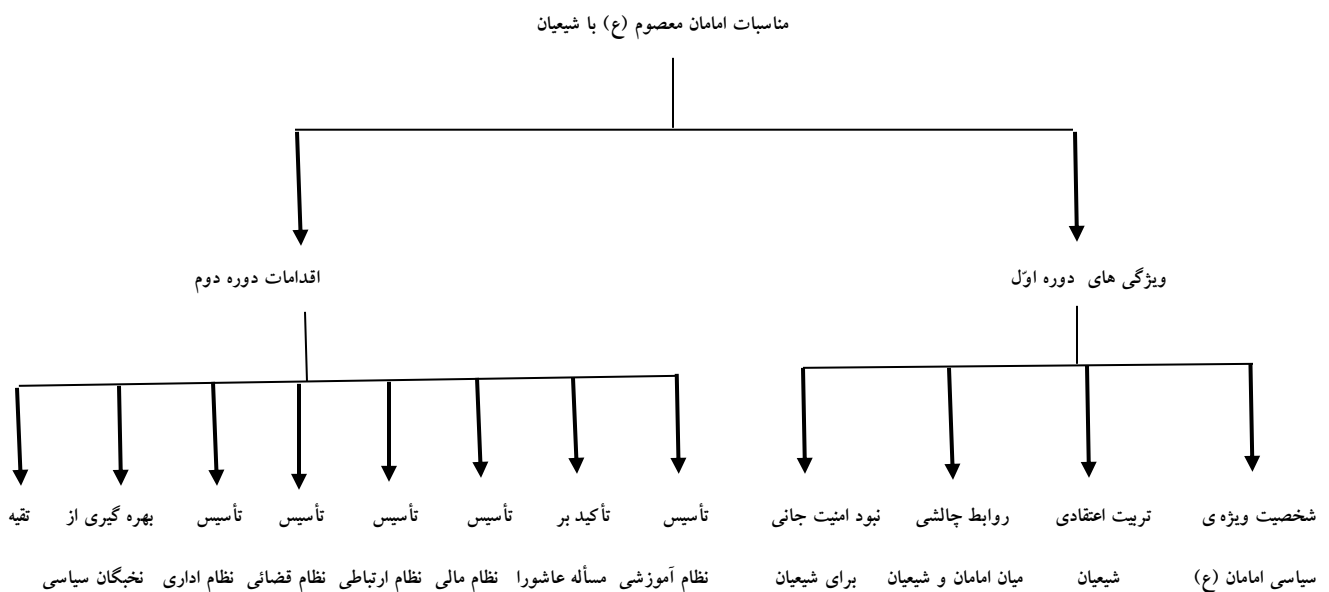 مناسبات امامان معصوم (ع) با شیعیان
ویژگی های دوره اوّل
اقدامات دوره دوم
شخصیت ویژه ی
سیاسی امامان (ع)
تربیت اعتقادی
شیعیان
روابط چالشی
میان امامان و شیعیان
نبود امنیت جانی
برای شیعیان
تأسیس
نظام آموزشی
تأکید بر
مسأله عاشورا
تأسیس
نظام مالی
تأسیس
نظام ارتباطی
تأسیس
نظام قضائی
تأسیس
نظام اداری
بهره گیری از
نخبگان سیاسی
تقیه